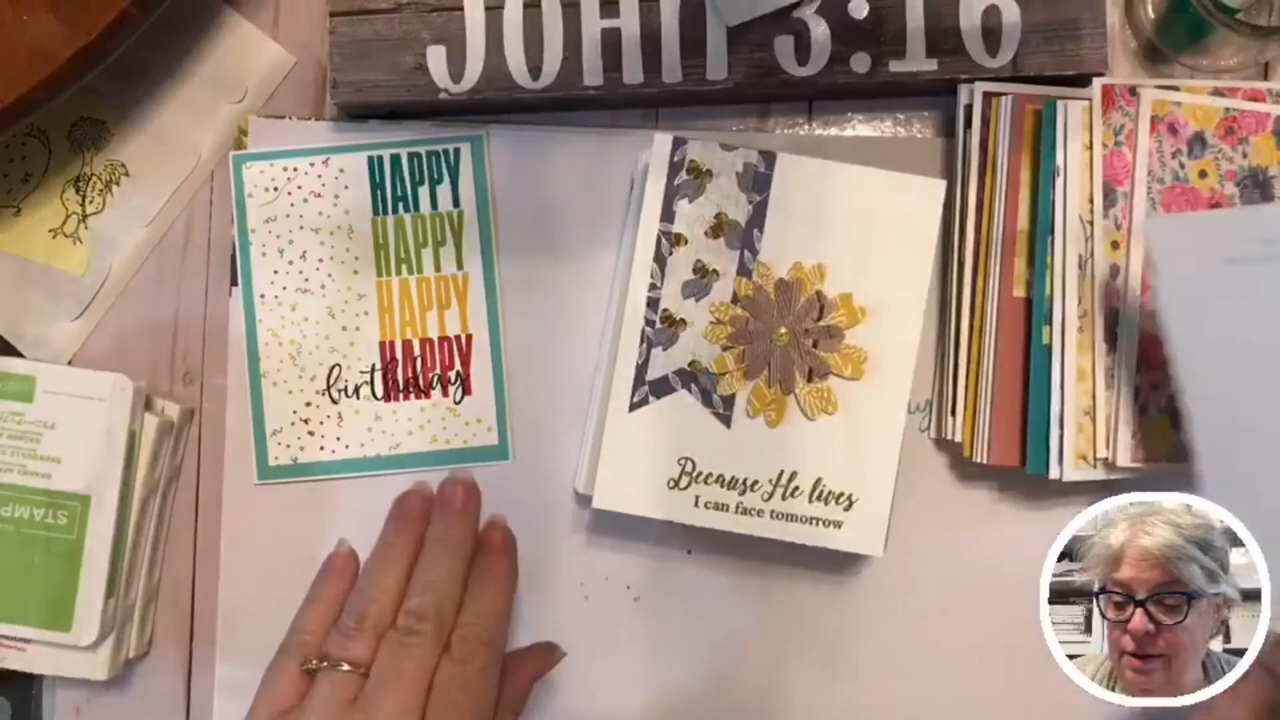 JOHN 3:16
HAPPY
HAPPY
HAPPY
HAPPY
birthday
Because He lives
I can face tomorrow
STAMP